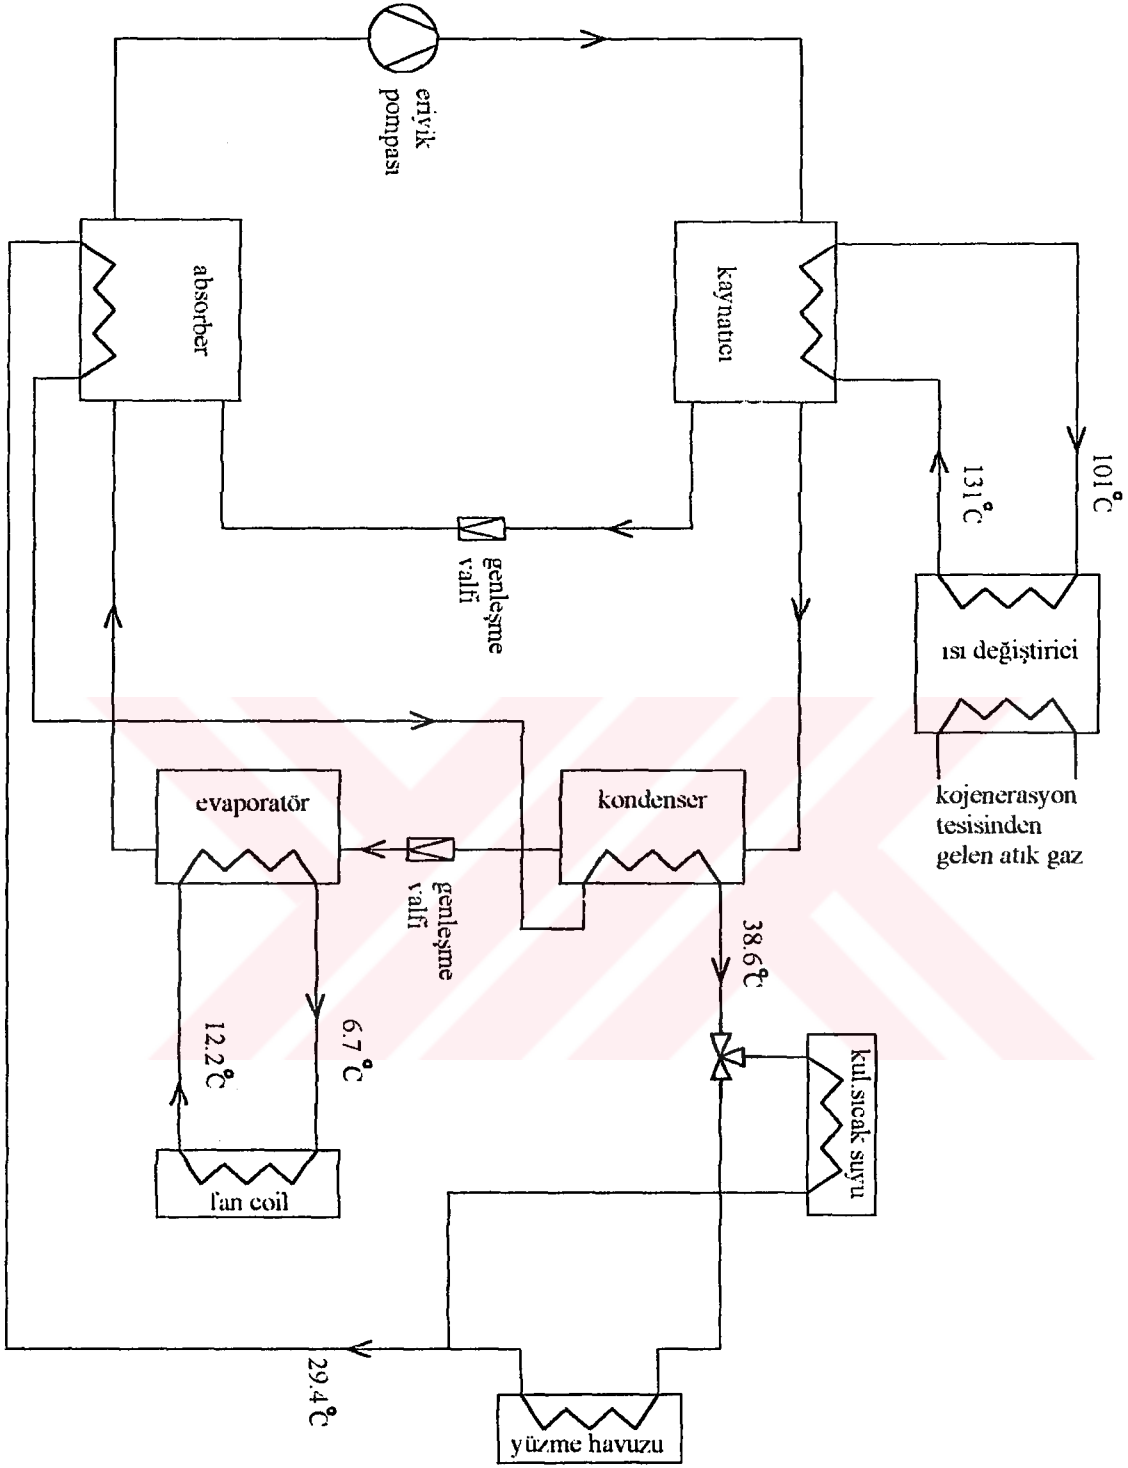 eriyik
pompası
absorber
kaynatıcı
101°C
131°C
genleşme
valfi
ısı değiştirici
kojenerasyon
tesisinden
gelen atık gaz
evaporatör
kondenser
genleşme
valfi
38.6°C
6.7 °C
12.2°C
kul.sıcak suyu
fan coil
29.4°C
yüzme havuzu